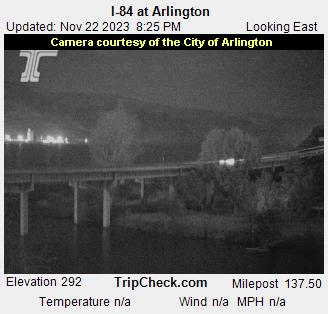 I-84 at Arlington
Updated: Nov 22 2023 8:25 PM Looking East
Camera courtesy of the City of Arlington
Elevation 292 TripCheck.com Milepost 137.50
Temperature n/a Wind n/a MPH n/a